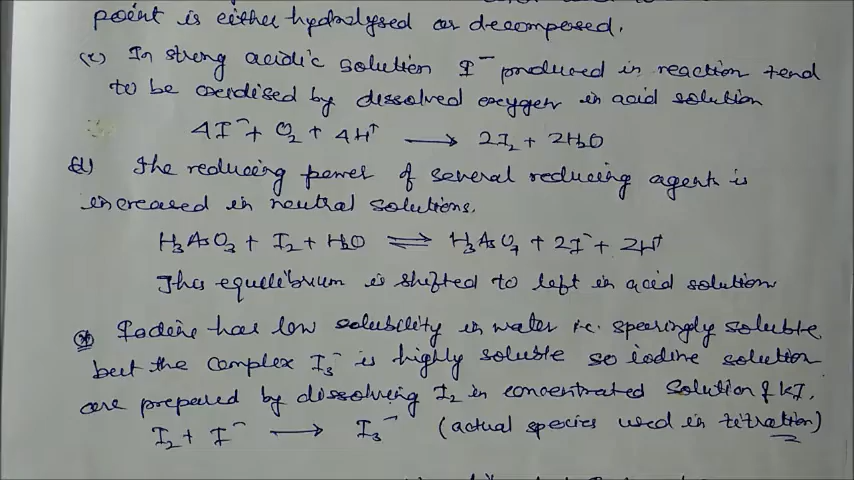 point is either hydrolysed or decomposed.
(c) In strong acidic solution I⁻ produced in reaction tend
to be oxidised by dissolved oxygen in acid solution
4I⁻ + O₂ + 4H⁺ ⟶ 2I₂ + 2H₂O
(d) The reducing power of several reducing agent is
increased in neutral solutions.
H₃AsO₃ + I₂ + H₂O ⇌ H₃AsO₄ + 2I⁻ + 2H⁺
This equilibrium is shifted to left in acid solution
* Iodine has low solubility in water i.e. spearingly soluble
but the complex I₃⁻ is highly soluble so iodine solution
are prepared by dissolving I₂ in concentrated solution of KI.
I₂ + I⁻ ⟶ I₃⁻ (actual species used in titration)